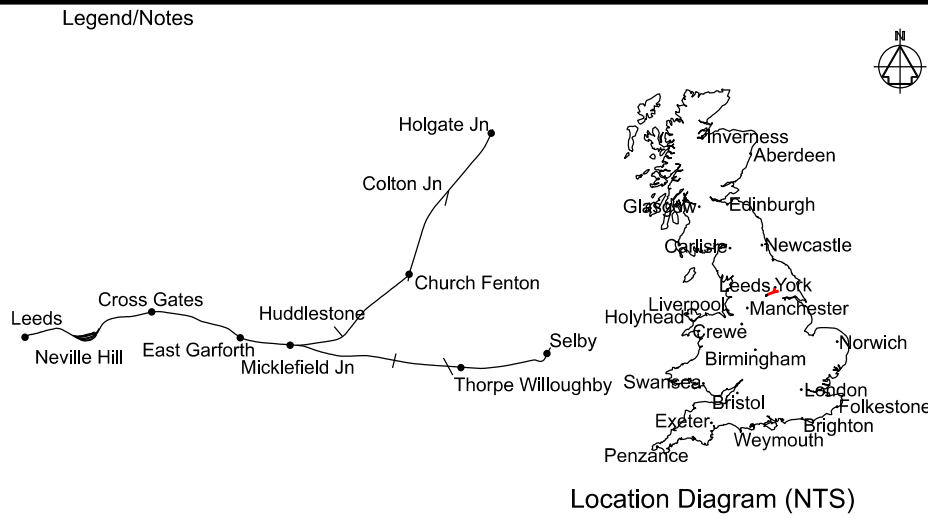 Legend/Notes
N
Holgate Jn
Colton Jn
Church Fenton
Huddlestone
Cross Gates
Leeds
Neville Hill
East Garforth
Micklefield Jn
Selby
Thorpe Willoughby
Inverness
Aberdeen
Glasgow
Edinburgh
Carlisle
Newcastle
Leeds York
Liverpool
Manchester
Holyhead
Crewe
Norwich
Birmingham
Swansea
London
Bristol
Folkestone
Exeter
Brighton
Weymouth
Penzance
Location Diagram (NTS)